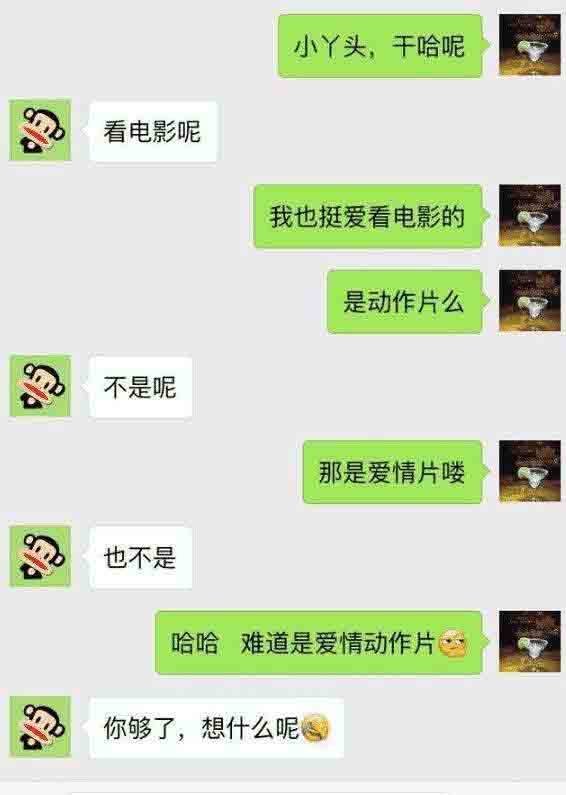 小丫头，干哈呢
看电影呢
我也挺爱看电影的
是动作片么
不是呢
那是爱情片喽
也不是
哈哈 难道是爱情动作片
你够了，想什么呢